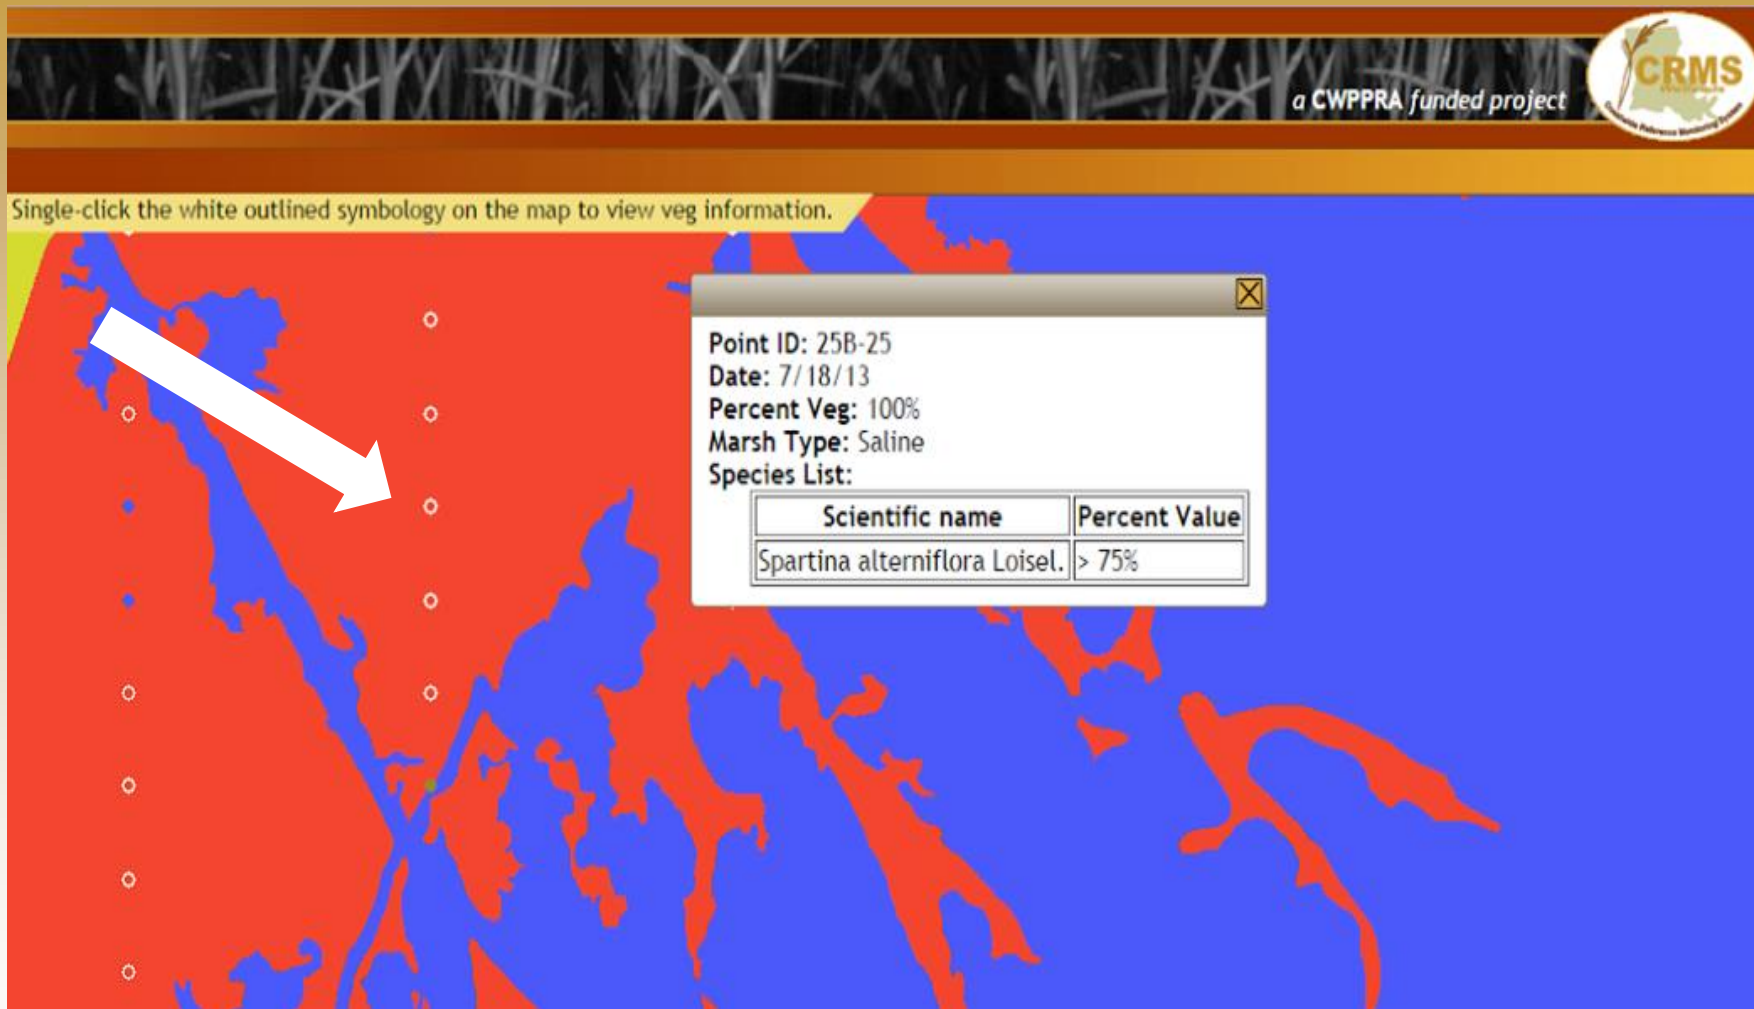 a CWPPRA funded project
CRMS
Single-click the white outlined symbology on the map to view veg information.
Point ID: 25B-25
Date: 7/18/13
Percent Veg: 100%
Marsh Type: Saline
Species List:
Scientific name Percent Value
Spartina alterniflora Loisel. > 75%